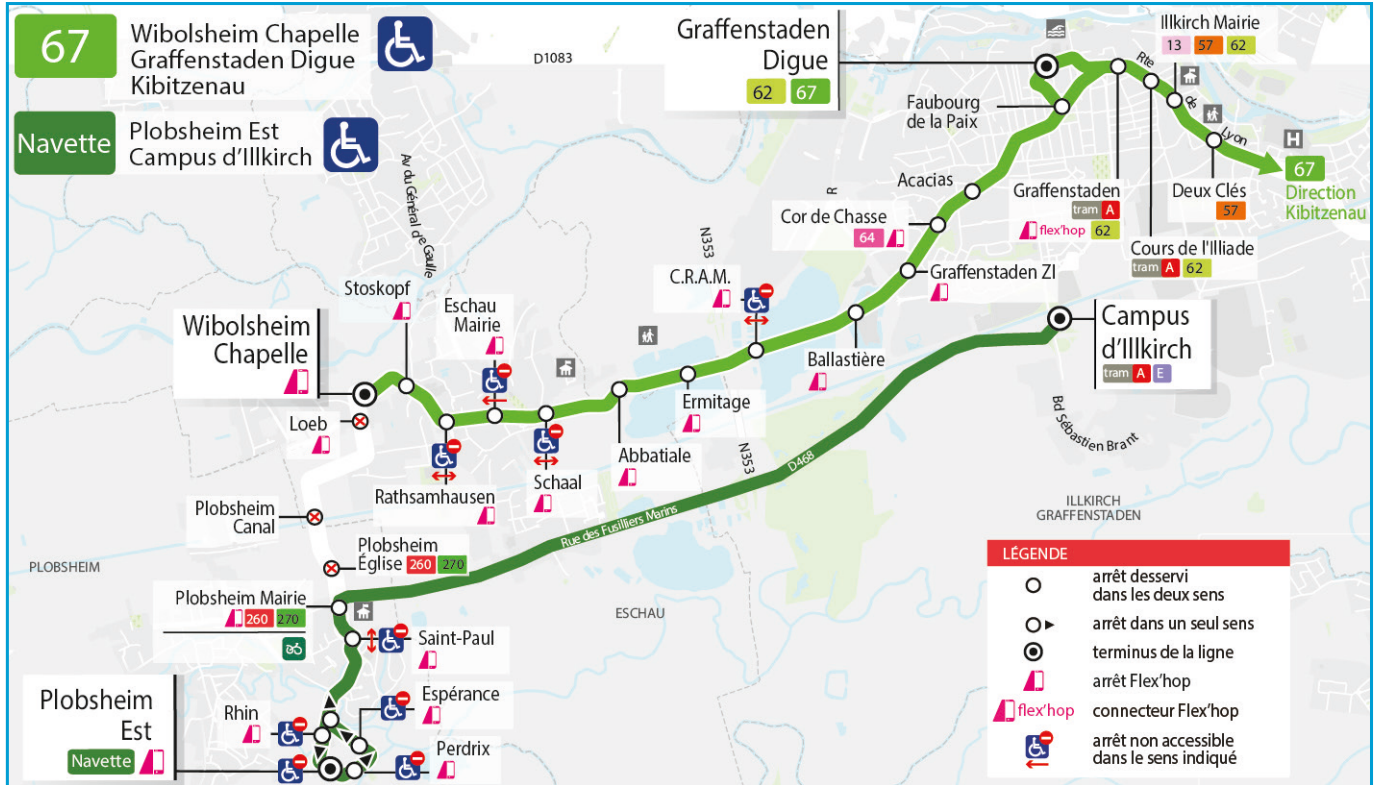 67
Wibolsheim Chapelle
Graffenstaden Digue
Kibitzenau
Navette
Plobsheim Est
Campus d'Illkirch
D1083
Av du Général de Gaulle
Graffenstaden
Digue
62 67
Illkirch Mairie
13 57 62
Rte de Lyon
Faubourg
de la Paix
H
67
Direction
Kibitzenau
Acacias
Graffenstaden
tram A
flex'hop 62
Deux Clés
57
Cours de l'Illiade
tram A 62
R
Cor de Chasse
64
N353
C.R.A.M.
Graffenstaden ZI
Stoskopf
Eschau
Mairie
Wibolsheim
Chapelle
Campus
d'Illkirch
tram A E
Ballastière
Ermitage
Loeb
Abbatiale
Schaal
Rathsamhausen
N353
D468
Bd Sébastien Brant
Plobsheim
Canal
Rue des Fusilliers Marins
ILLKIRCH
GRAFFENSTADEN
Plobsheim
Église 260 270
PLOBSHEIM
Plobsheim Mairie
260 270
ESCHAU
Saint-Paul
Espérance
Rhin
Perdrix
Plobsheim
Est
Navette
LÉGENDE
arrêt desservi
dans les deux sens
arrêt dans un seul sens
terminus de la ligne
arrêt Flex'hop
flex'hop connecteur Flex'hop
arrêt non accessible
dans le sens indiqué